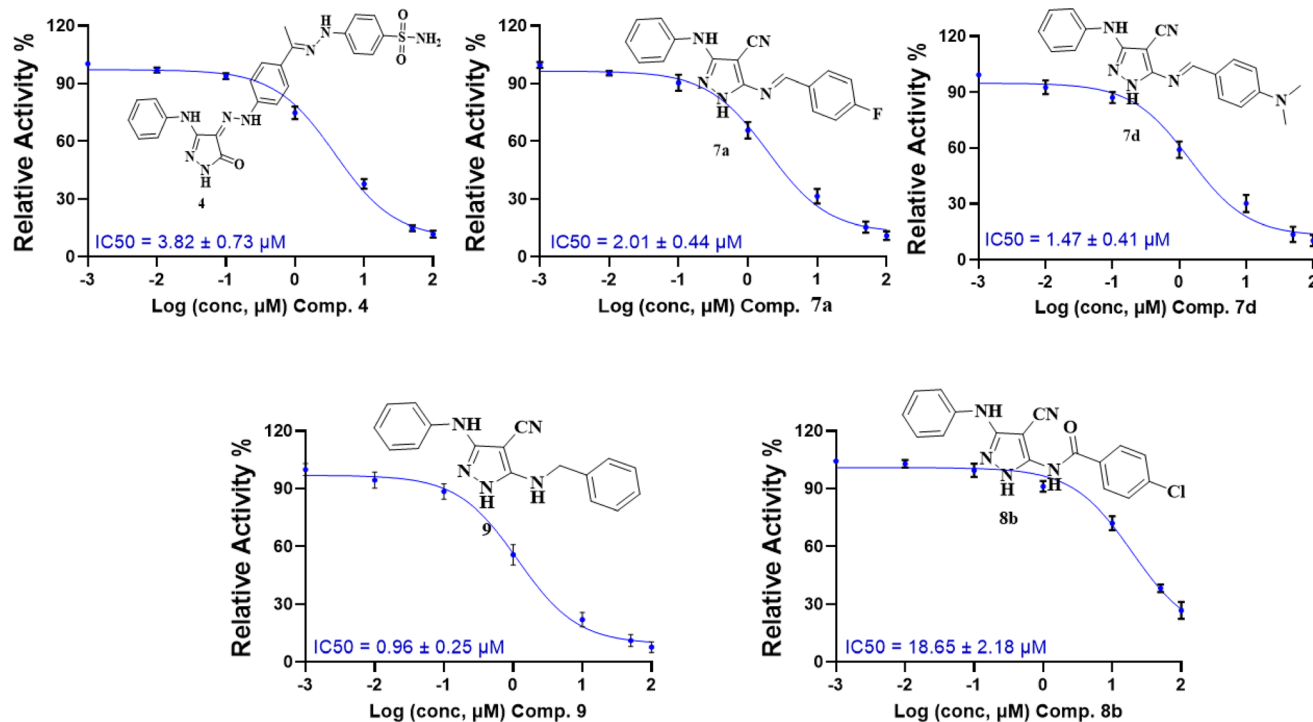 Relative Activity %
120
90
60
30
0
-3 -2 -1 0 1 2
Log (conc, µM) Comp. 4
IC50 = 3.82 ± 0.73 µM
H
N
N
O
S
NH2
O
NH
N
NH
N
N
H
O
4
Relative Activity %
120
90
60
30
0
-3 -2 -1 0 1 2
Log (conc, µM) Comp. 7a
IC50 = 2.01 ± 0.44 µM
NH
CN
N
N
H
N
F
7a
Relative Activity %
120
90
60
30
0
-3 -2 -1 0 1 2
Log (conc, µM) Comp. 7d
IC50 = 1.47 ± 0.41 µM
NH
CN
N
NH
N
N
7d
Relative Activity %
120
90
60
30
0
-3 -2 -1 0 1 2
Log (conc, µM) Comp. 9
IC50 = 0.96 ± 0.25 µM
NH
CN
N
N
H
N
H
9
Relative Activity %
120
90
60
30
0
-3 -2 -1 0 1 2
Log (conc, µM) Comp. 8b
IC50 = 18.65 ± 2.18 µM
NH
CN
O
N
N
H
N
H
Cl
8b